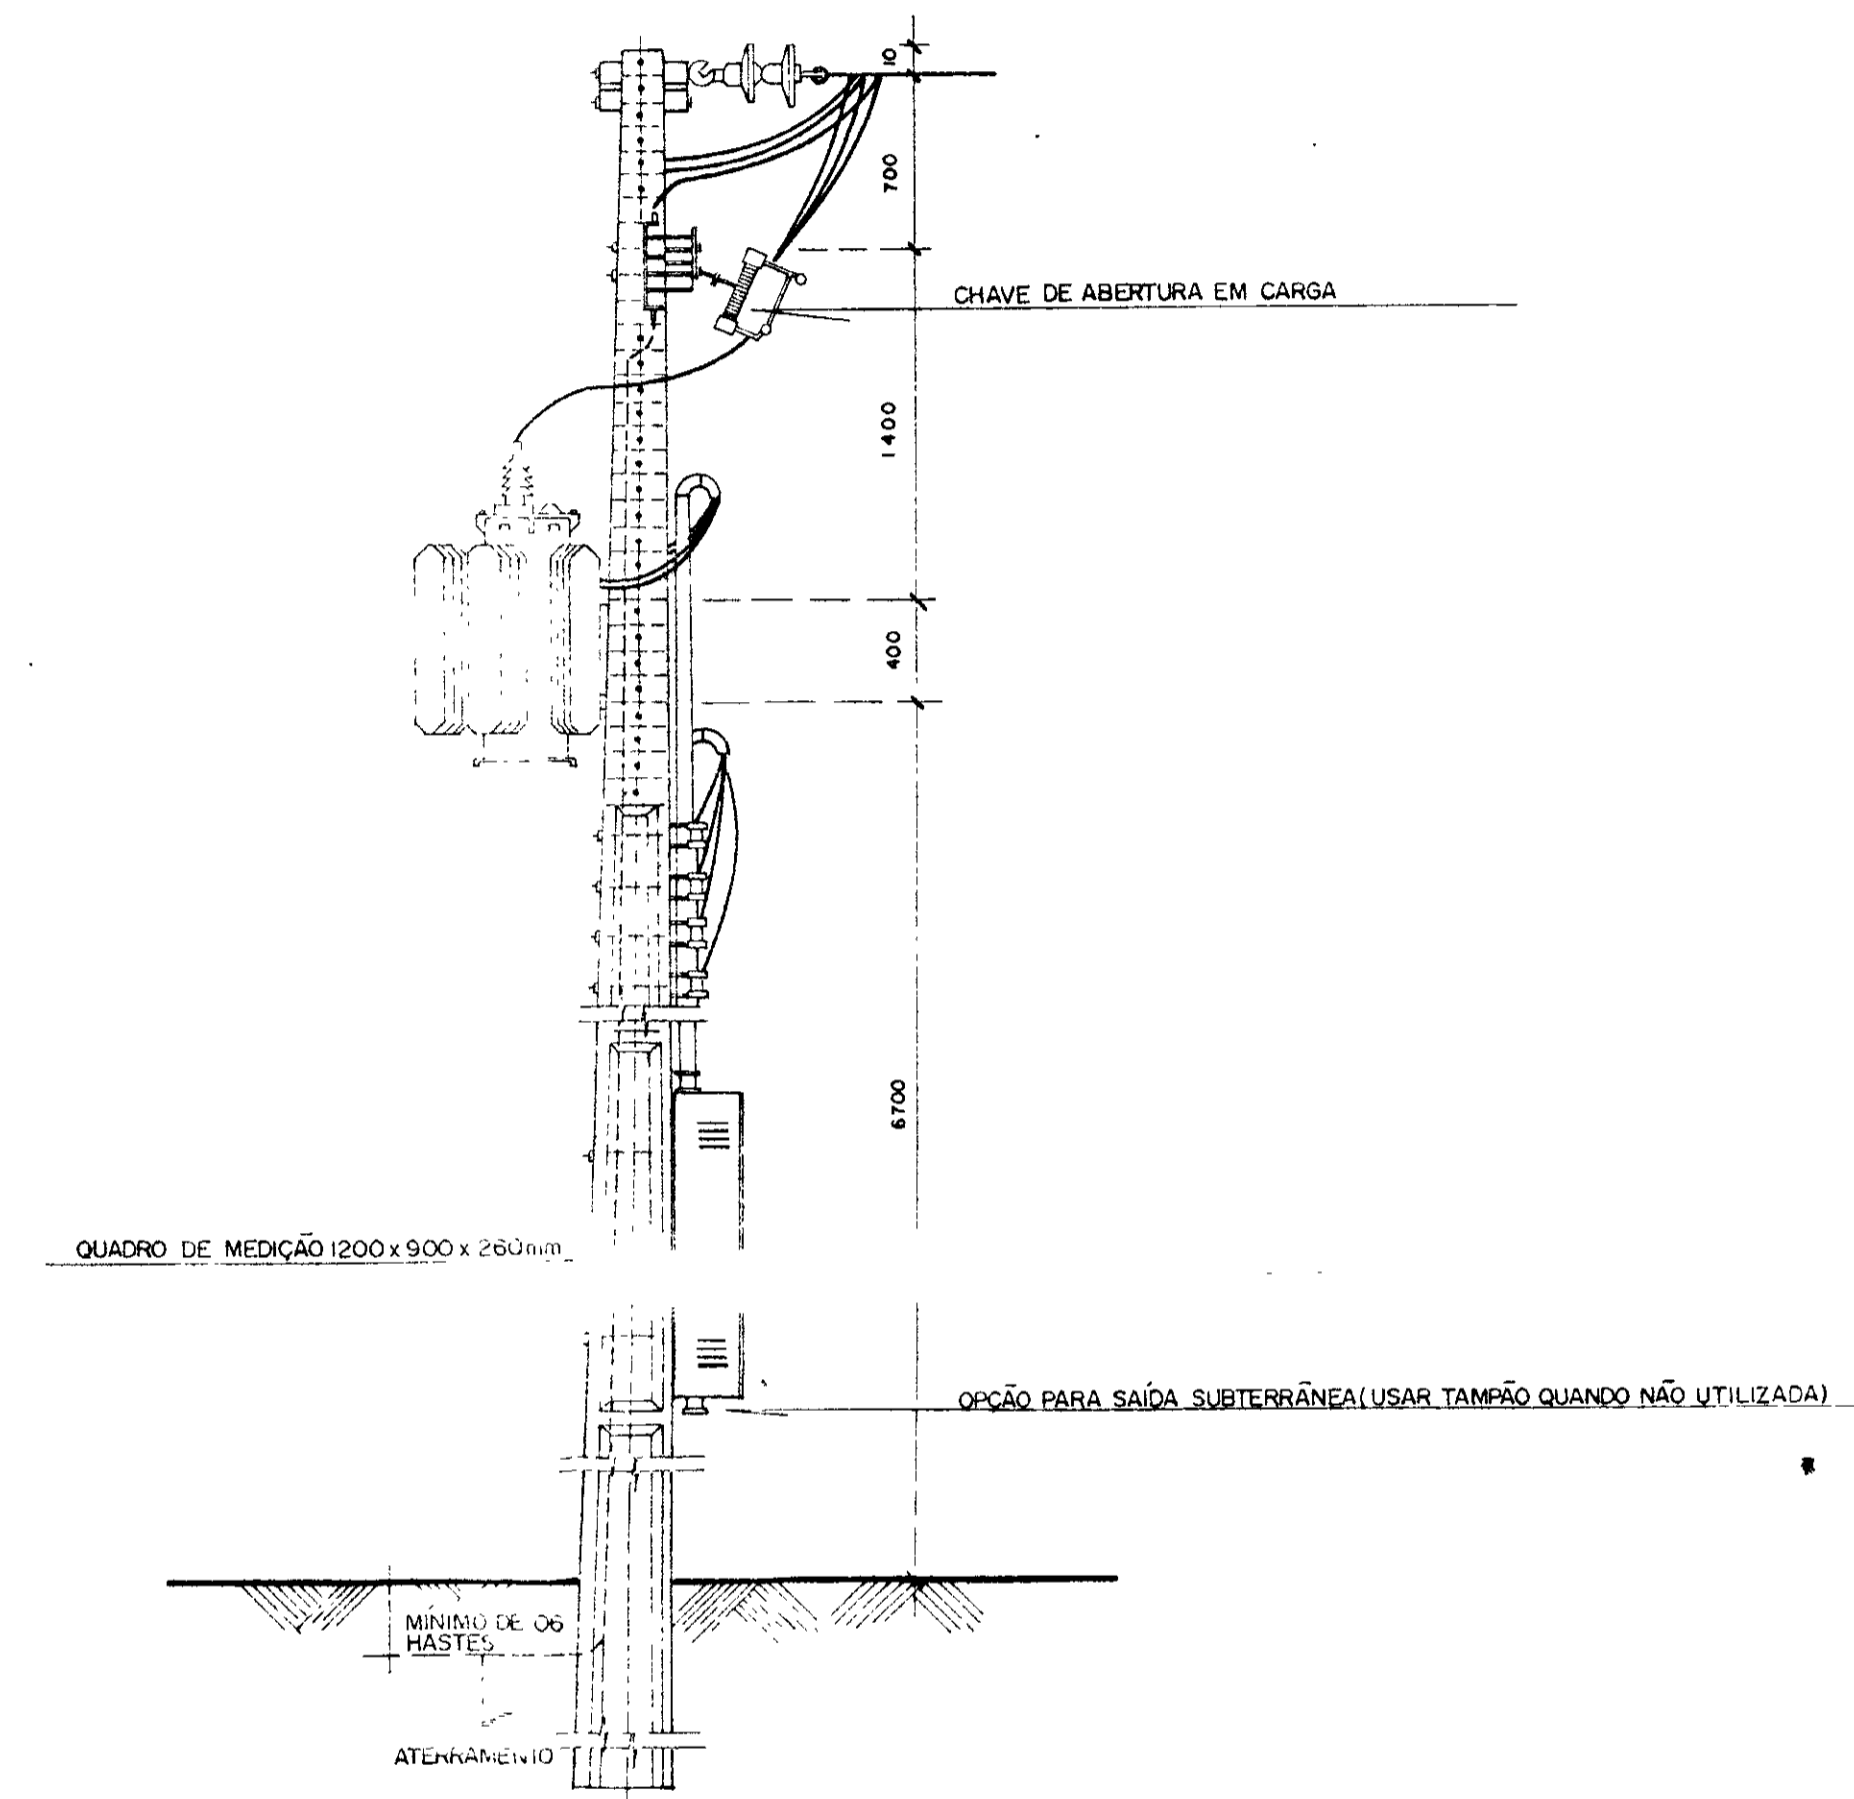 10
700
CHAVE DE ABERTURA EM CARGA
1400
400
6700
QUADRO DE MEDIÇÃO 1200 x 900 x 260mm
OPÇÃO PARA SAÍDA SUBTERRÂNEA (USAR TAMPÃO QUANDO NÃO UTILIZADA)
MÍNIMO DE 06
HASTES
ATERRAMENTO